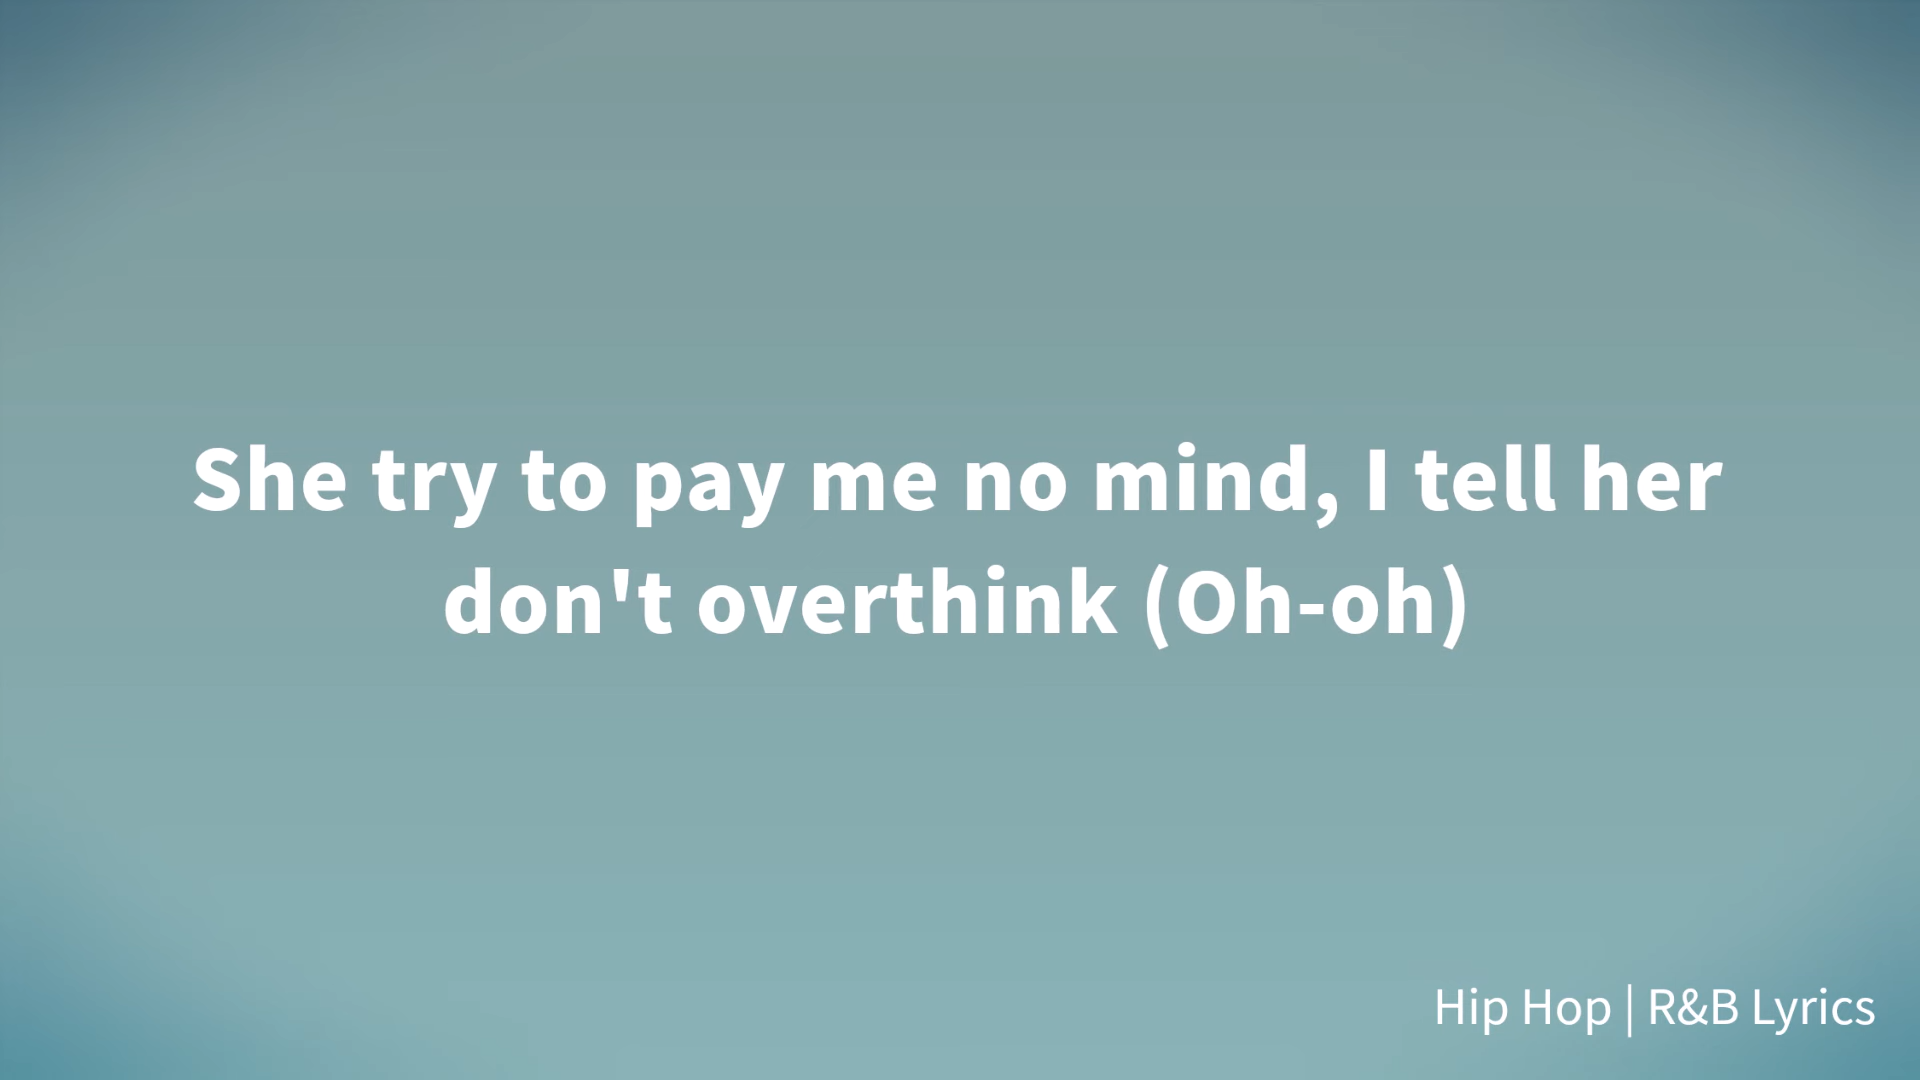 She try to pay me no mind, I tell her
don't overthink (Oh-oh)
Hip Hop | R&B Lyrics